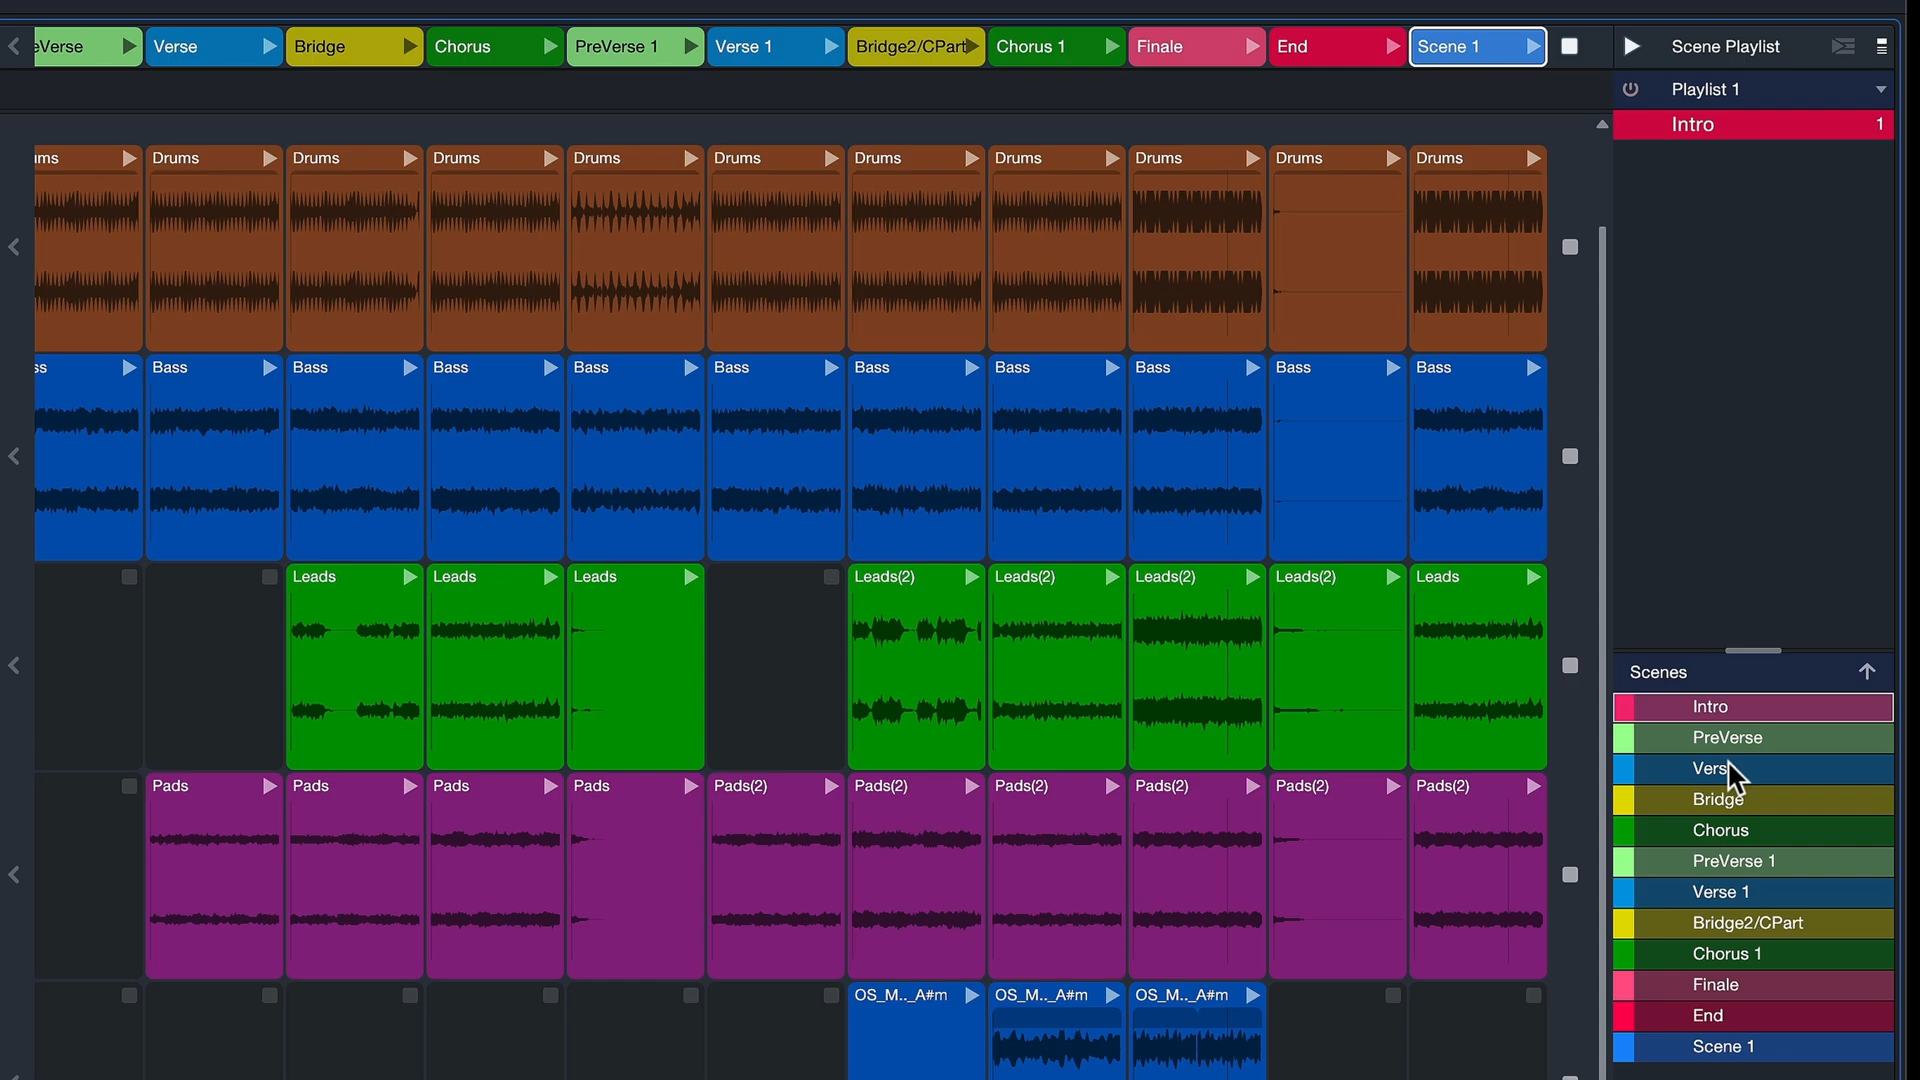 eVerse Verse Bridge Chorus PreVerse 1 Verse 1 Bridge2/CPart Chorus 1 Finale End Scene 1 Scene Playlist
Playlist 1
Intro 1
ms Drums Drums Drums Drums Drums Drums Drums Drums Drums Drums
ss Bass Bass Bass Bass Bass Bass Bass Bass Bass Bass
Leads Leads Leads Leads(2) Leads(2) Leads(2) Leads(2) Leads
Pads Pads Pads Pads Pads(2) Pads(2) Pads(2) Pads(2) Pads(2) Pads(2)
OS_M.._A#m OS_M.._A#m OS_M.._A#m
Scenes
Intro
PreVerse
Vers
Bridge
Chorus
PreVerse 1
Verse 1
Bridge2/CPart
Chorus 1
Finale
End
Scene 1